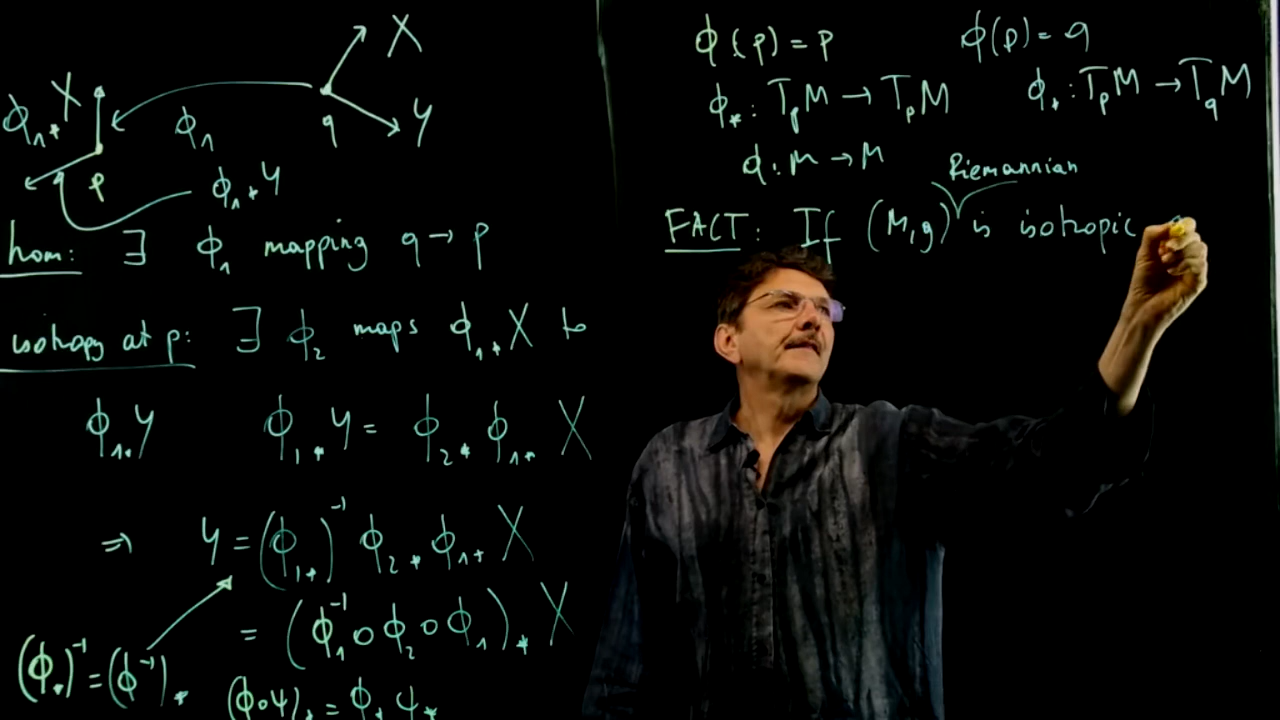 X
ϕ₁⁎X
ϕ₁
q
Y
p
ϕ₁⁎Y
hom: ∃ ϕ₁ mapping q → p
isotropy at p: ∃ ϕ₂ maps ϕ₁⁎X to
ϕ₁⁎Y ϕ₁⁎Y = ϕ₂⁎ ϕ₁⁎ X
⇒ Y = (ϕ₁⁎)⁻¹ ϕ₂⁎ ϕ₁⁎ X
= (ϕ₁⁻¹ ∘ ϕ₂ ∘ ϕ₁)⁎ X
(ϕ⁎)⁻¹ = (ϕ⁻¹)⁎ (ϕ∘ψ)⁎ = ϕ⁎ ψ⁎
ϕ(p) = p ϕ(p) = q
ϕ⁎ : TₚM → TₚM ϕ⁎ : TₚM → T_qM
ϕ : M → M
Riemannian
FACT: If (M,g) is isotropic